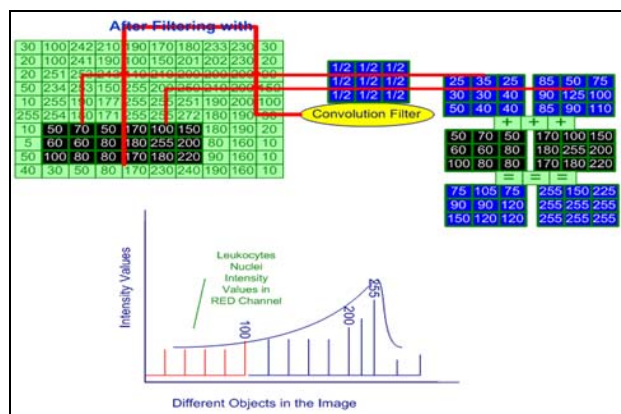 After Filtering with
30 100 242 210 190 170 180 233 230 30
20 100 241 190 100 150 201 202 230 20
20 251
50 234
10 255 190 177
255 254
10 50 70 50 170 100 150 180 190 20
5 60 60 80 180 255 200 80 160 10
50 100 80 80 170 180 220 90 160 10
40 30 50 80 170 230 240 190 160 10
1/2 1/2 1/2
1/2 1/2 1/2
1/2 1/2 1/2
Convolution Filter
25 35 25 85 50 75
30 30 40 90 125 100
50 40 40 85 90 110
+ + +
50 70 50 170 100 150
60 60 80 180 255 200
100 80 80 170 180 220
= = =
75 105 75 255 150 225
90 90 120 255 255 255
150 120 120 255 255 255
Intensity Values
Leukocytes
Nuclei
Intensity
Values in
RED Channel
100
200
255
Different Objects in the Image